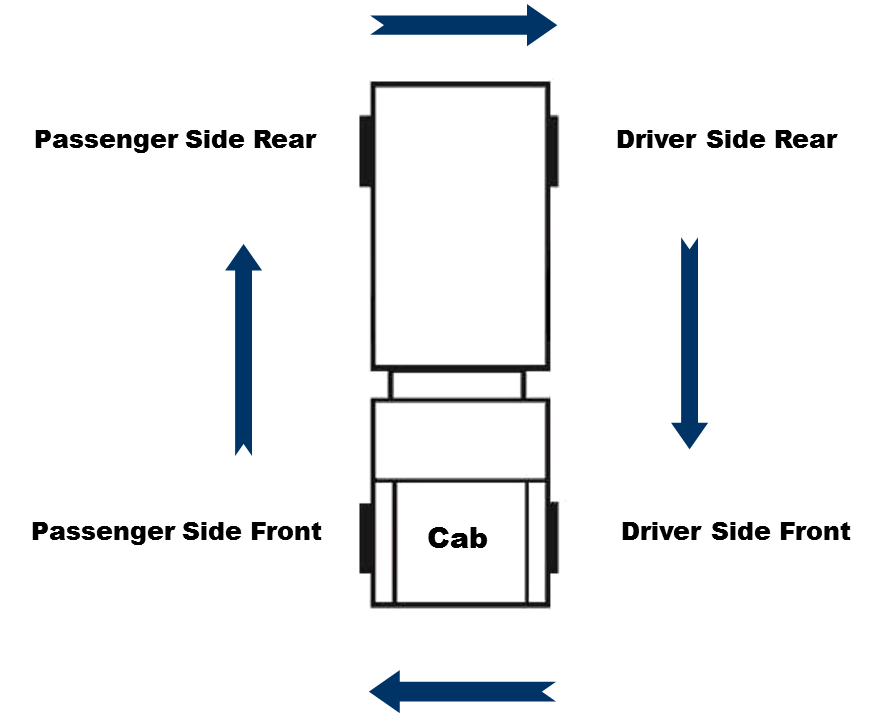 Passenger Side Rear
Driver Side Rear
Passenger Side Front
Cab
Driver Side Front